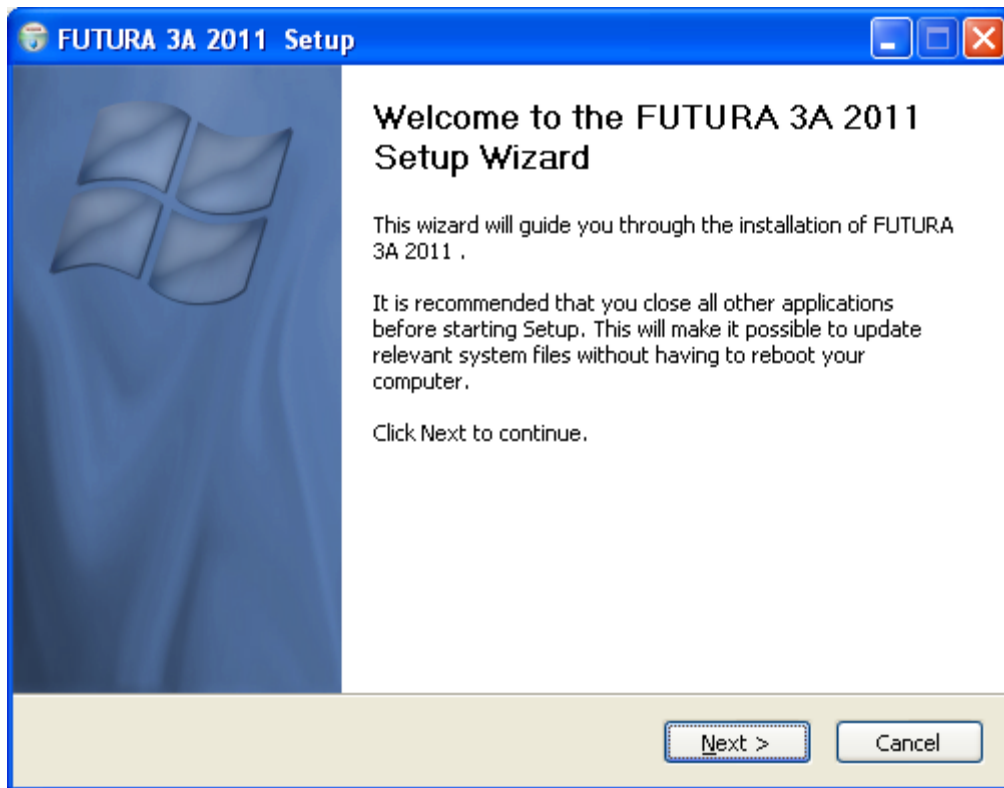 FUTURA 3A 2011 Setup
Welcome to the FUTURA 3A 2011
Setup Wizard
This wizard will guide you through the installation of FUTURA
3A 2011 .
It is recommended that you close all other applications
before starting Setup. This will make it possible to update
relevant system files without having to reboot your
computer.
Click Next to continue.
Next >
Cancel